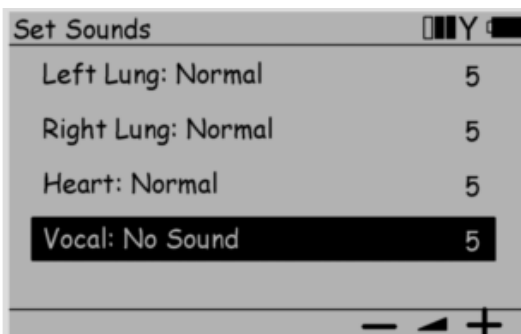 Set Sounds
Left Lung: Normal 5
Right Lung: Normal 5
Heart: Normal 5
Vocal: No Sound 5